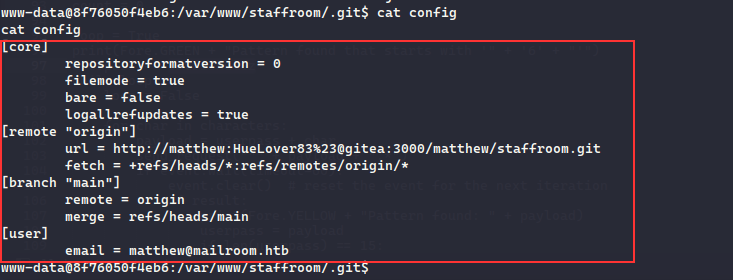 www-data@8f76050f4eb6:/var/www/staffroom/.git$ cat config
cat config
[core]
repositoryformatversion = 0
filemode = true
bare = false
logallrefupdates = true
[remote "origin"]
url = http://matthew:HueLover83%23@gitea:3000/matthew/staffroom.git
fetch = +refs/heads/*:refs/remotes/origin/*
[branch "main"]
remote = origin
merge = refs/heads/main
[user]
email = matthew@mailroom.htb
www-data@8f76050f4eb6:/var/www/staffroom/.git$